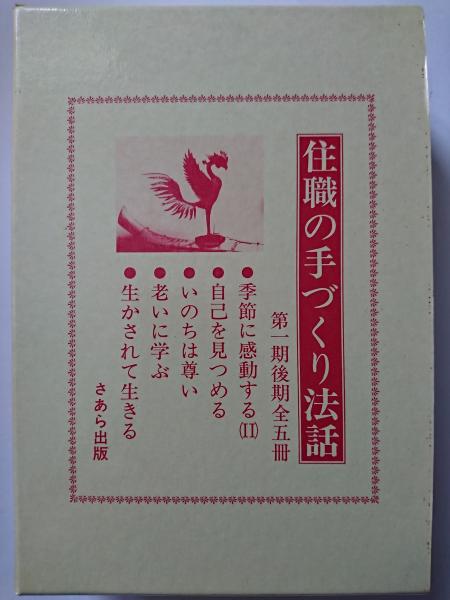 住職の手づくり法話
第一期後期全五冊
●季節に感動する(II)
●自己を見つめる
●いのちは尊い
●老いに学ぶ
●生かされて生きる
さあら出版